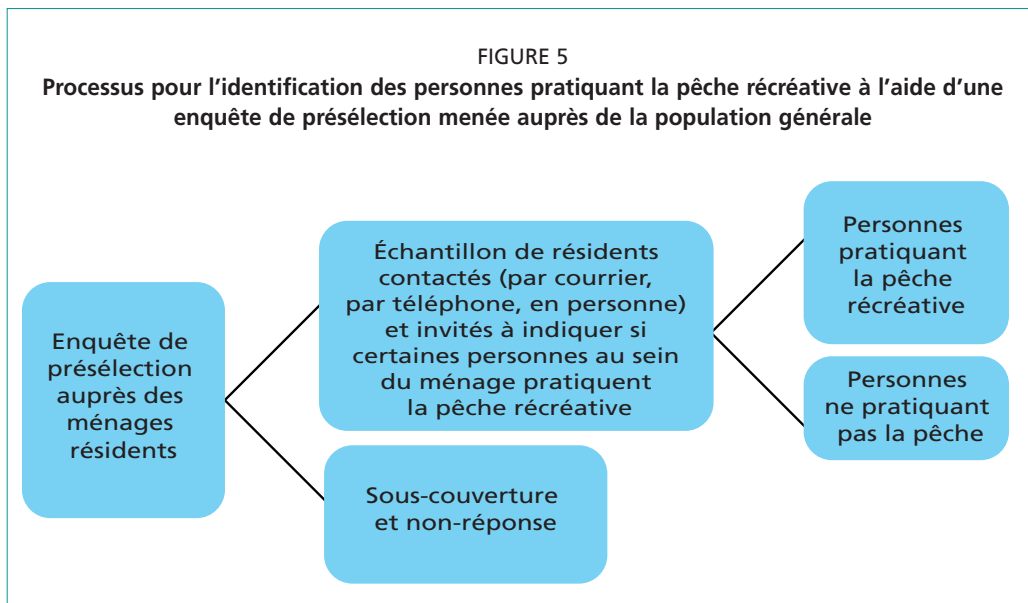 FIGURE 5
Processus pour l’identification des personnes pratiquant la pêche récréative à l’aide d’une
enquête de présélection menée auprès de la population générale
Enquête de
présélection
auprès des
ménages
résidents
Échantillon de résidents
contactés (par courrier,
par téléphone, en personne)
et invités à indiquer si
certaines personnes au sein
du ménage pratiquent
la pêche récréative
Sous-couverture
et non-réponse
Personnes
pratiquant
la pêche
récréative
Personnes
ne pratiquant
pas la pêche